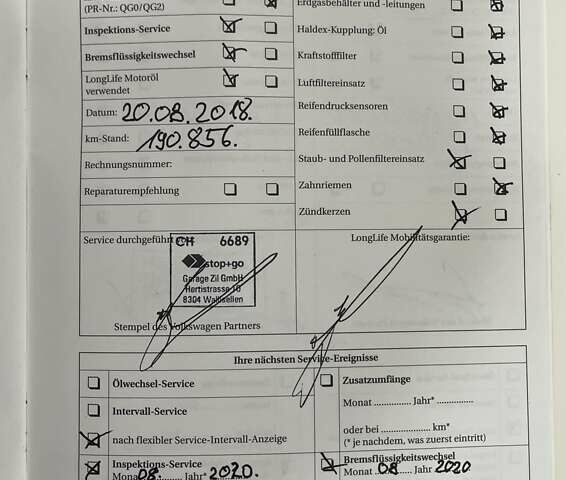 (PR-Nr.: QG0/QG2)
Inspektions-Service
Bremsflüssigkeitswechsel
LongLife Motoröl
verwendet
Datum: 20.08.2018.
km-Stand: 190.856.
Rechnungsnummer:
Reparaturempfehlung
Erdgasbehälter und -leitungen
Haldex-Kupplung: Öl
Kraftstofffilter
Luftfiltereinsatz
Reifendrucksensoren
Reifenfüllflasche
Staub- und Pollenfiltereinsatz
Zahnriemen
Zündkerzen
Service durchgeführt
CH 6689
stop+go
Garage Zil GmbH
Hertistrasse 10
8304 Wallisellen
Stempel des Volkswagen Partners
LongLife Mobilitätsgarantie:
Ihre nächsten Service-Ereignisse
Ölwechsel-Service
Intervall-Service
nach flexibler Service-Intervall-Anzeige
Inspektions-Service
Monat 08. Jahr 2020.
Zusatzumfänge
Monat ............... Jahr* ...............
oder bei .................... km*
(* je nachdem, was zuerst eintritt)
Bremsflüssigkeitswechsel
Monat 08 Jahr 2020